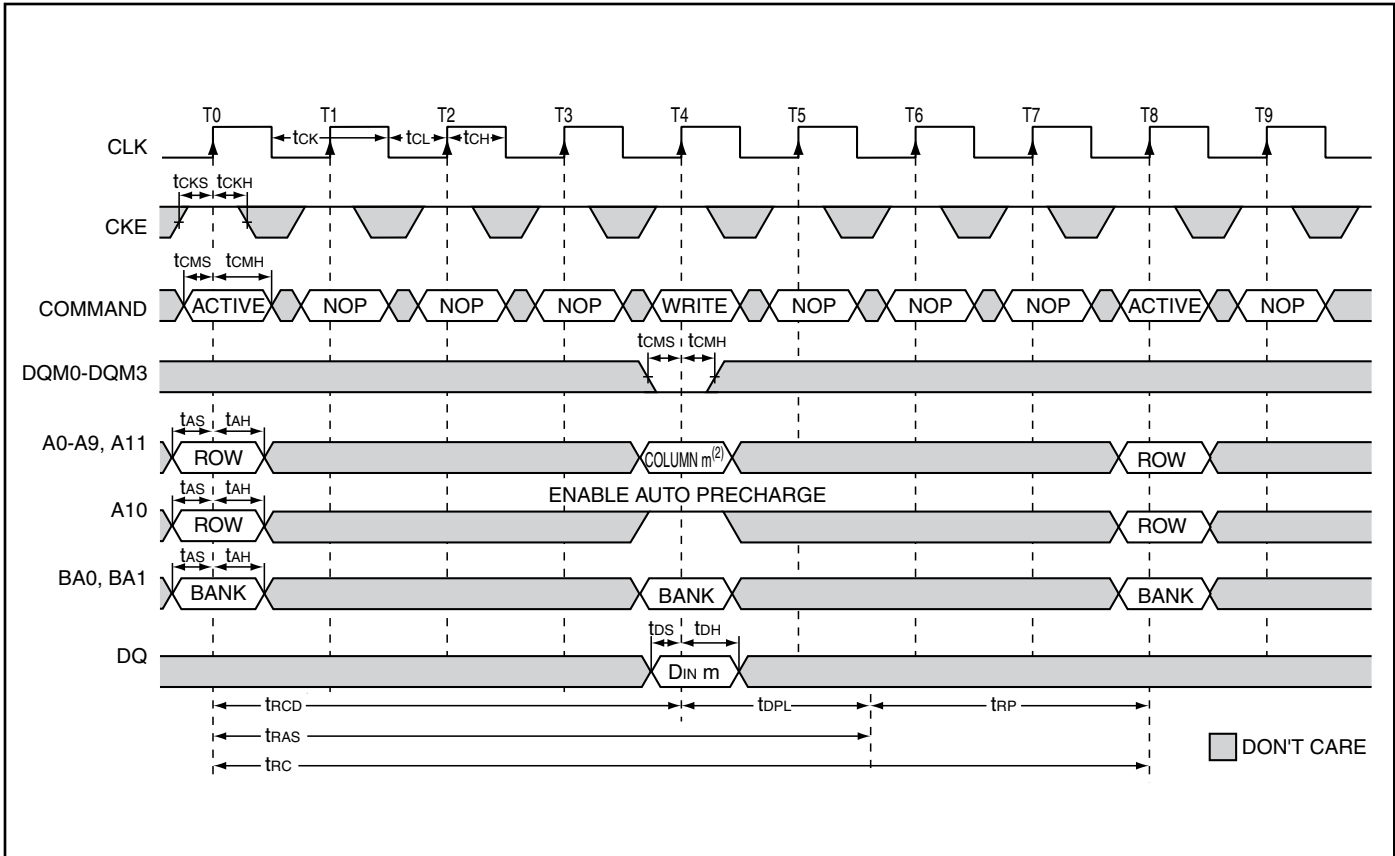 T0 T1 T2 T3 T4 T5 T6 T7 T8 T9
CLK tCK tCL tCH
tCKS tCKH
CKE
tCMS tCMH
COMMAND ACTIVE NOP NOP NOP WRITE NOP NOP NOP ACTIVE NOP
tCMS tCMH
DQM0-DQM3
tAS tAH
A0-A9, A11 ROW COLUMN m(2) ROW
tAS tAH ENABLE AUTO PRECHARGE
A10 ROW ROW
tAS tAH
BA0, BA1 BANK BANK BANK
tDS tDH
DQ DIN m
tRCD tDPL tRP
tRAS
DON'T CARE
tRC